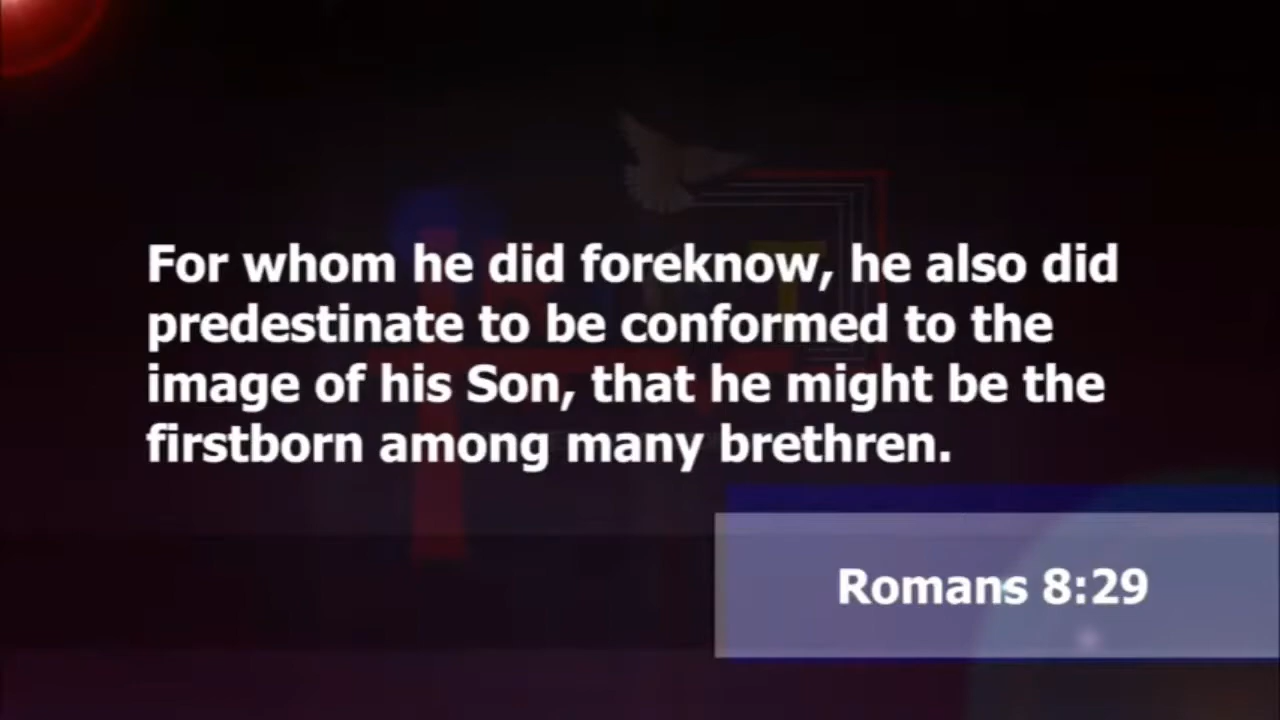 For whom he did foreknow, he also did
predestinate to be conformed to the
image of his Son, that he might be the
firstborn among many brethren.
Romans 8:29